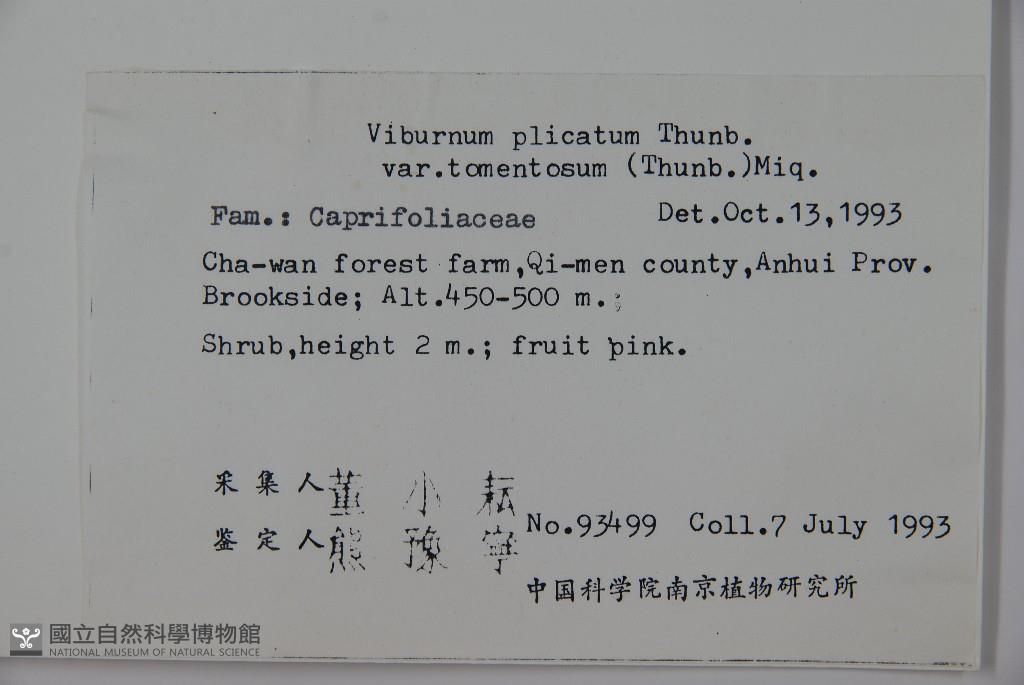 Viburnum plicatum Thunb.
var.tomentosum (Thunb.)Miq.
Fam.: Caprifoliaceae Det.Oct.13,1993
Cha-wan forest farm,Qi-men county,Anhui Prov.
Brookside; Alt.450-500 m.;
Shrub,height 2 m.; fruit pink.
采集人 董小耘
鉴定人 熊豫宁 No.93499 Coll.7 July 1993
中国科学院南京植物研究所
國立自然科學博物館
NATIONAL MUSEUM OF NATURAL SCIENCE